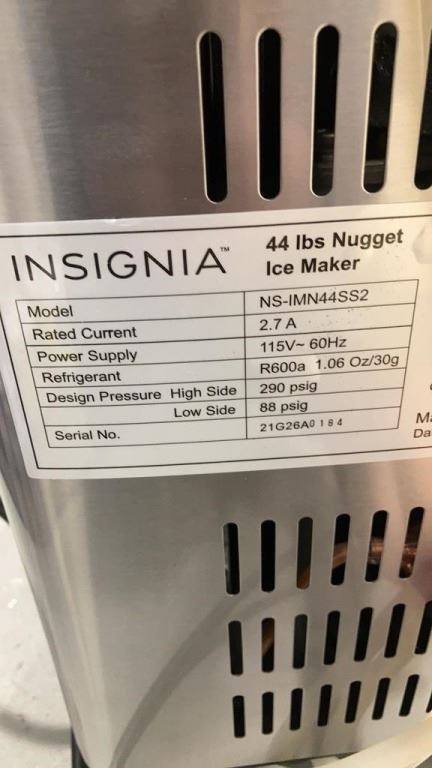 INSIGNIA™
44 lbs Nugget
Ice Maker
Model NS-IMN44SS2
Rated Current 2.7 A
Power Supply 115V~ 60Hz
Refrigerant R600a 1.06 Oz/30g
Design Pressure High Side 290 psig
Low Side 88 psig
Serial No. 21G26A0184
Da